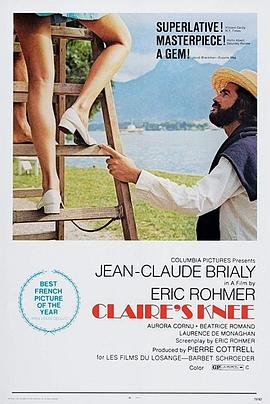 SUPERLATIVE!
MASTERPIECE!
A GEM!
COLUMBIA PICTURES Presents
JEAN-CLAUDE BRIALY
in A Film by
ERIC ROHMER
CLAIRE'S KNEE
AURORA CORNU • BEATRICE ROMAND
LAURENCE DE MONAGHAN
Screenplay by ERIC ROHMER
Produced by PIERRE COTTRELL
for LES FILMS DU LOSANGE—BARBET SCHROEDER
Color
GP
BEST
FRENCH
PICTURE
OF THE
YEAR